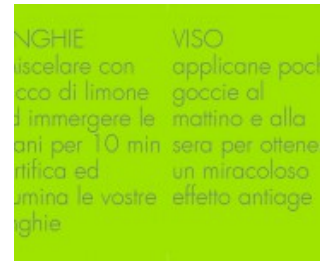 NGHIE
iscelare con
cco di limone
d immergere le
ani per 10 min
rtifica ed
umina le vostre
ghie
VISO
applicane poch
goccie al
mattino e alla
sera per ottene
un miracoloso
effetto antiage